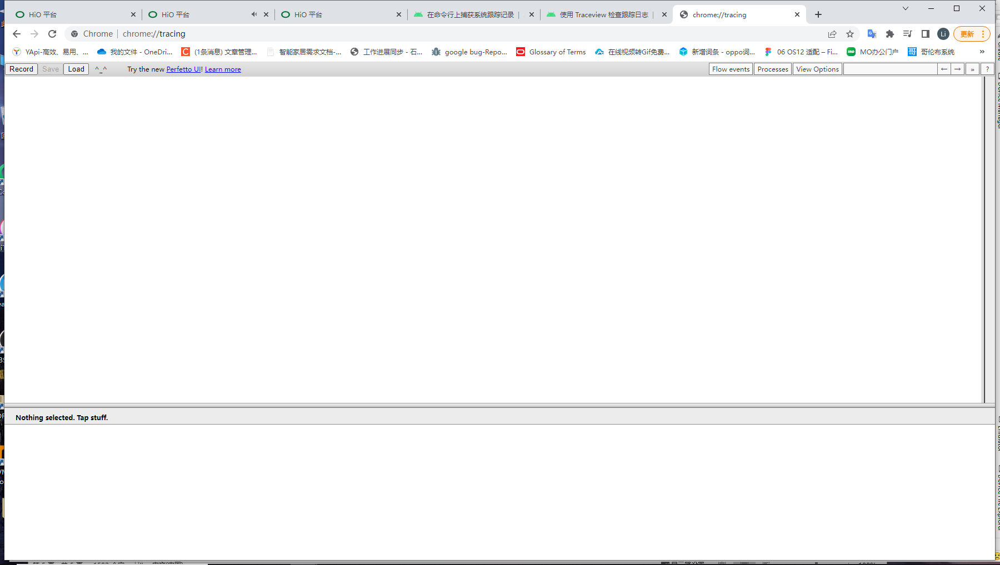 HiO 平台
HiO 平台
HiO 平台
在命令行上捕获系统跟踪记录 |
使用 Traceview 检查跟踪日志 |
chrome://tracing
Chrome | chrome://tracing
Li
更新
YApi-高效、易用、...
我的文件 - OneDri...
(1条消息) 文章管理...
智能家居需求文档-...
工作进展同步 - 石...
google bug-Repo...
Glossary of Terms
在线视频转Gif免费...
新增词条 - oppo词...
06 OS12 适配 – Fi...
MO办公门户
哥伦布系统
»
Record Save Load ^_^ Try the new Perfetto UI! Learn more
Flow events Processes View Options ← → » ?
Nothing selected. Tap stuff.
Device Manager
Emulator
Device File Explorer